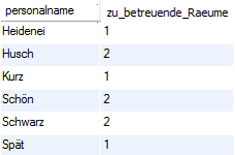 personalname zu_betreuende_Raeume
Heidenei 1
Husch 2
Kurz 1
Schön 2
Schwarz 2
Spät 1